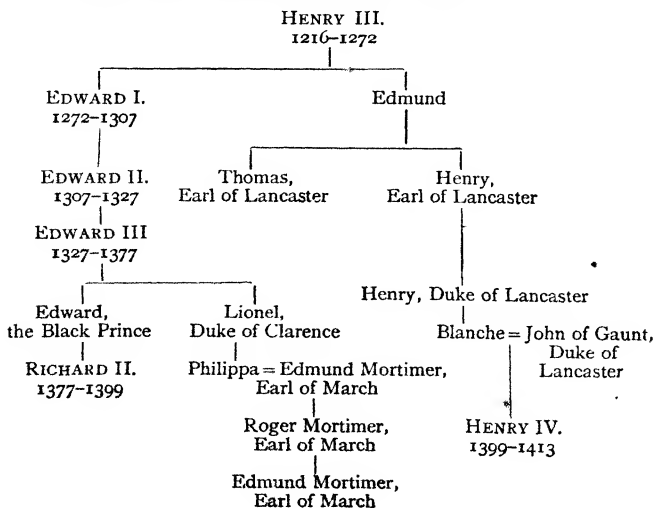 HENRY III.
1216–1272
EDWARD I.
1272–1307
Edmund
EDWARD II.
1307–1327
Thomas,
Earl of Lancaster
Henry,
Earl of Lancaster
EDWARD III
1327–1377
Henry, Duke of Lancaster
Edward,
the Black Prince
Lionel,
Duke of Clarence
Blanche = John of Gaunt,
Duke of
Lancaster
RICHARD II.
1377–1399
Philippa = Edmund Mortimer,
Earl of March
Roger Mortimer,
Earl of March
HENRY IV.
1399–1413
Edmund Mortimer,
Earl of March